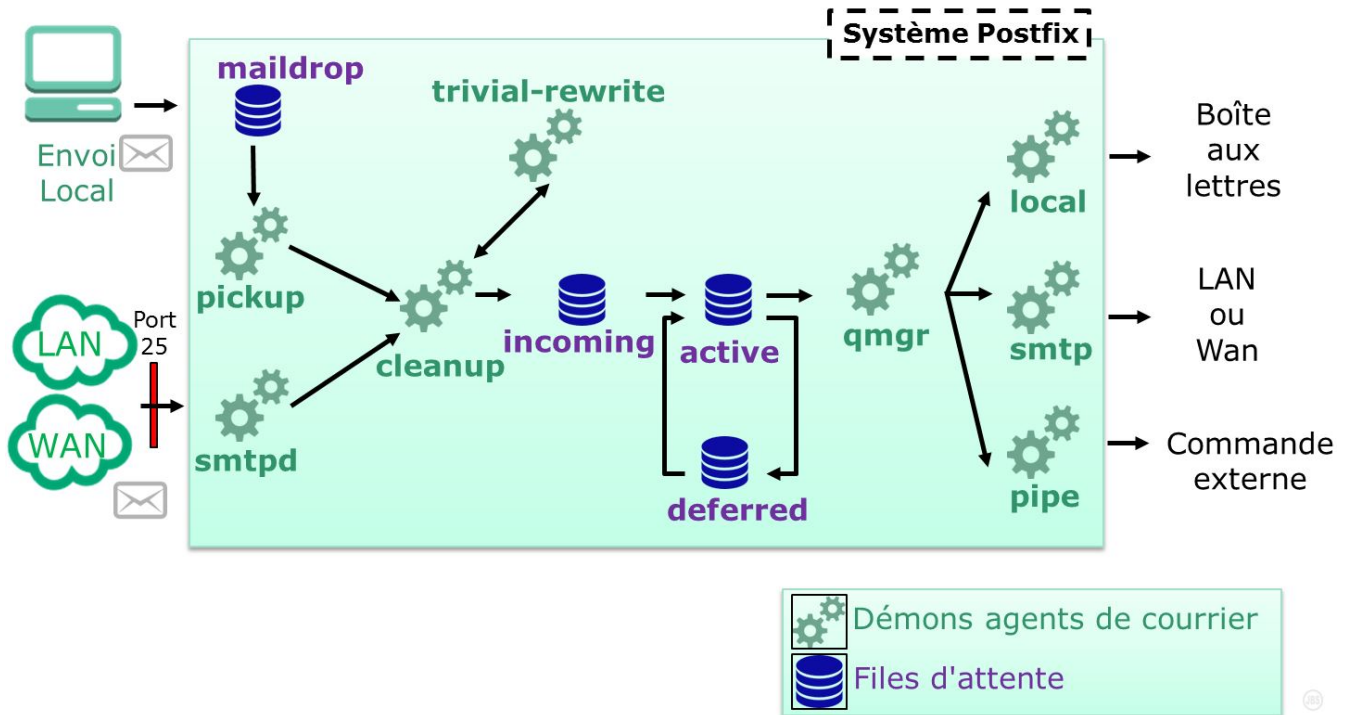 Système Postfix
maildrop
trivial-rewrite
Envoi
Local
pickup
LAN
Port
25
WAN
smtpd
cleanup
incoming
active
deferred
qmgr
local
smtp
pipe
Boîte
aux
lettres
LAN
ou
Wan
Commande
externe
Démons agents de courrier
Files d'attente